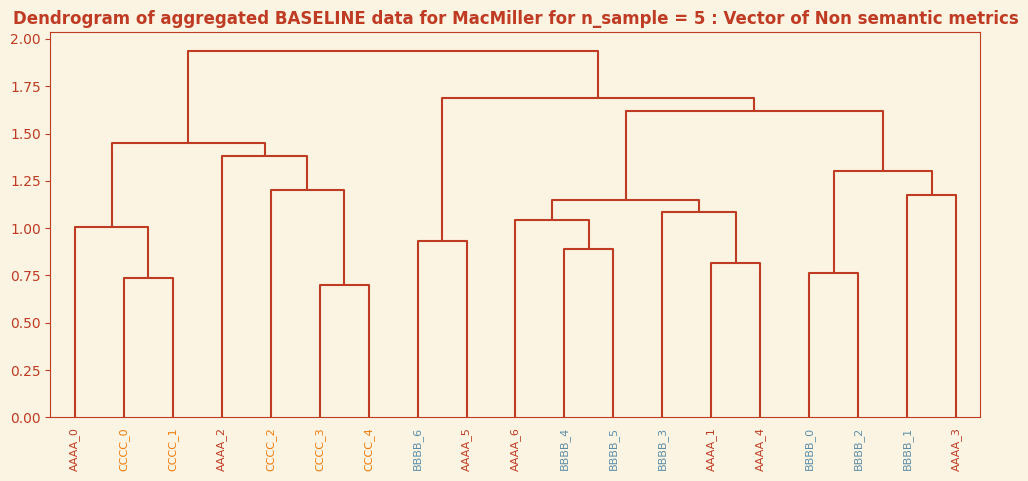 Dendrogram of aggregated BASELINE data for MacMiller for n_sample = 5 : Vector of Non semantic metrics
2.00
1.75
1.50
1.25
1.00
0.75
0.50
0.25
0.00
AAAA_0
CCCC_0
CCCC_1
AAAA_2
CCCC_2
CCCC_3
CCCC_4
BBBB_6
AAAA_5
AAAA_6
BBBB_4
BBBB_5
BBBB_3
AAAA_1
AAAA_4
BBBB_0
BBBB_2
BBBB_1
AAAA_3